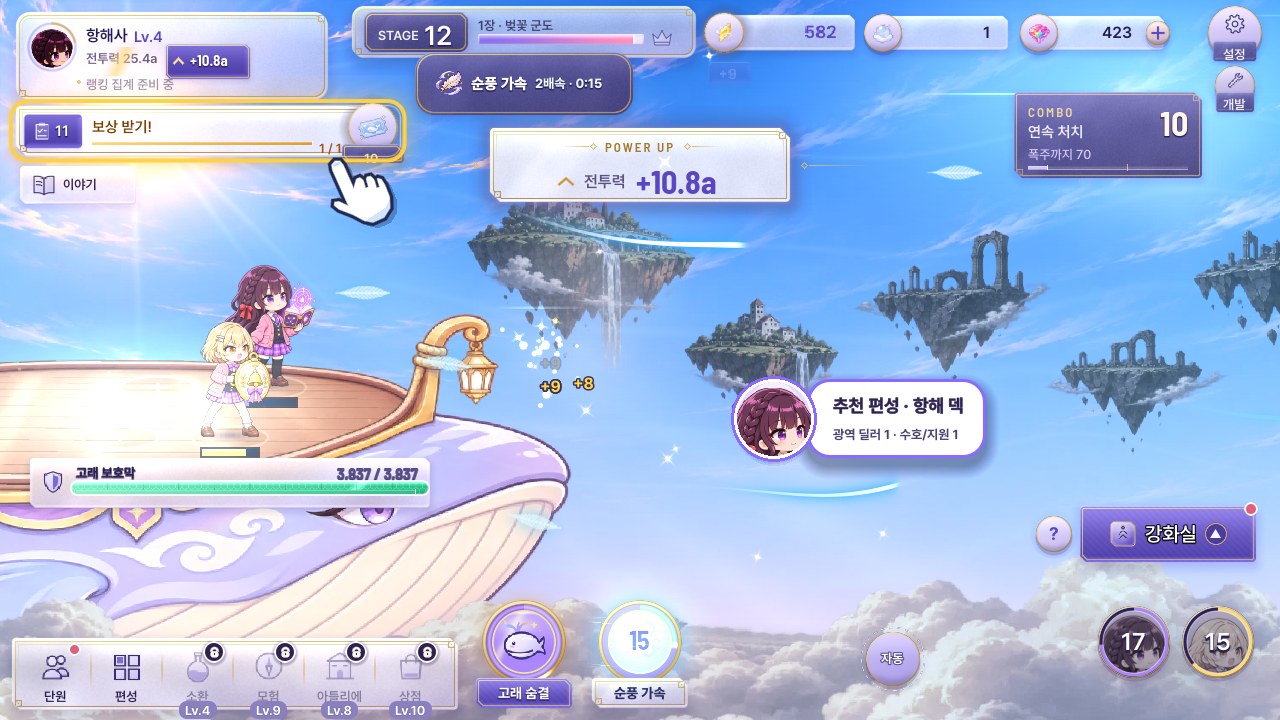 항해사 Lv.4
전투력 25.4a
+10.8a
랭킹 집계 준비 중
STAGE 12
1장 · 벚꽃 군도
순풍 가속 2배속 · 0:15
582
+9
1
423
설정
개발
11
보상 받기!
1 / 1
10
이야기
POWER UP
전투력 +10.8a
COMBO
연속 처치
10
폭주까지 70
+9
+9 +8
추천 편성 · 항해 덱
광역 딜러 1 · 수호/지원 1
고래 보호막
3,837 / 3,837
?
강화실
단원
편성
소환
Lv.4
모험
Lv.9
아틀리에
Lv.8
상점
Lv.10
고래 숨결
15
순풍 가속
자동
17
15